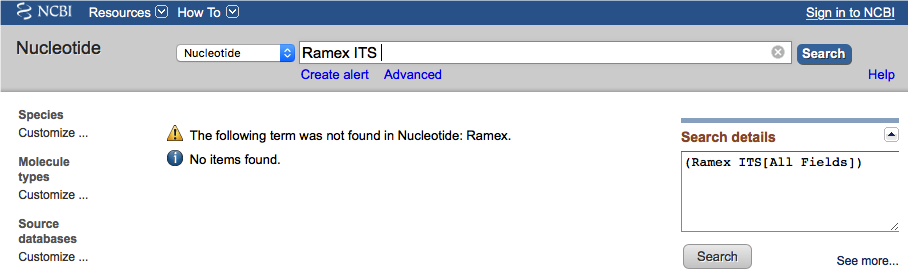 NCBI Resources How To Sign in to NCBI
Nucleotide Nucleotide Ramex ITS Search
Create alert Advanced Help
Species
Customize ...
Molecule
types
Customize ...
Source
databases
Customize ...
The following term was not found in Nucleotide: Ramex.
No items found.
Search details
(Ramex ITS[All Fields])
Search See more...